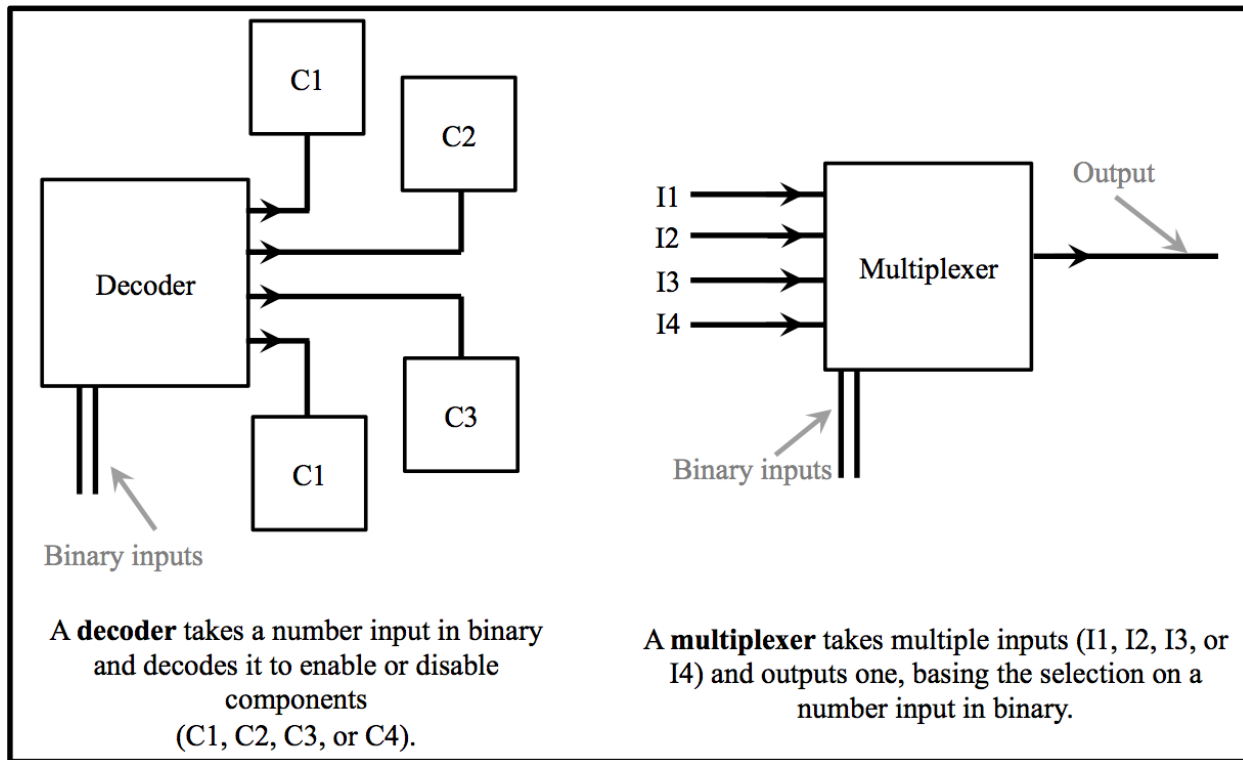 C1
C2
Decoder
C3
C1
Binary inputs
A decoder takes a number input in binary
and decodes it to enable or disable
components
(C1, C2, C3, or C4).
Output
I1
I2
I3
I4
Multiplexer
Binary inputs
A multiplexer takes multiple inputs (I1, I2, I3, or
I4) and outputs one, basing the selection on a
number input in binary.